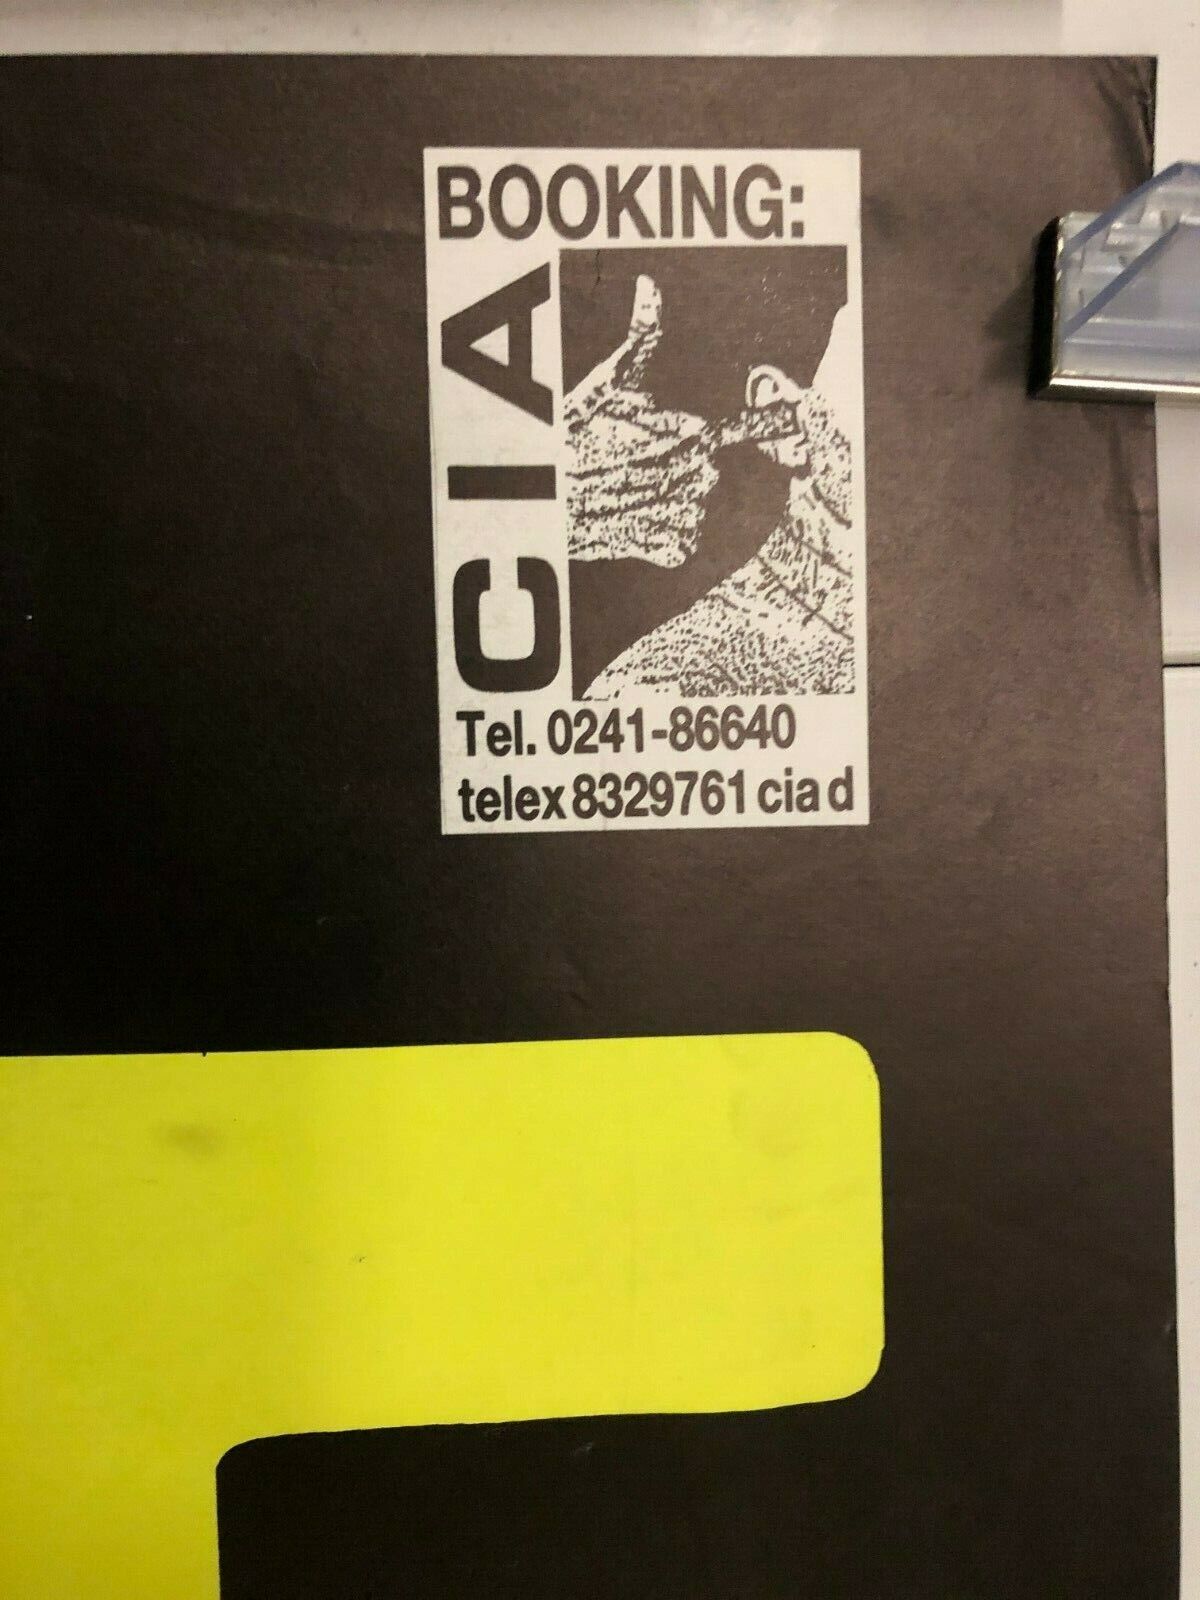 BOOKING:
CIA
Tel. 0241-86640
telex 8329761 cia d